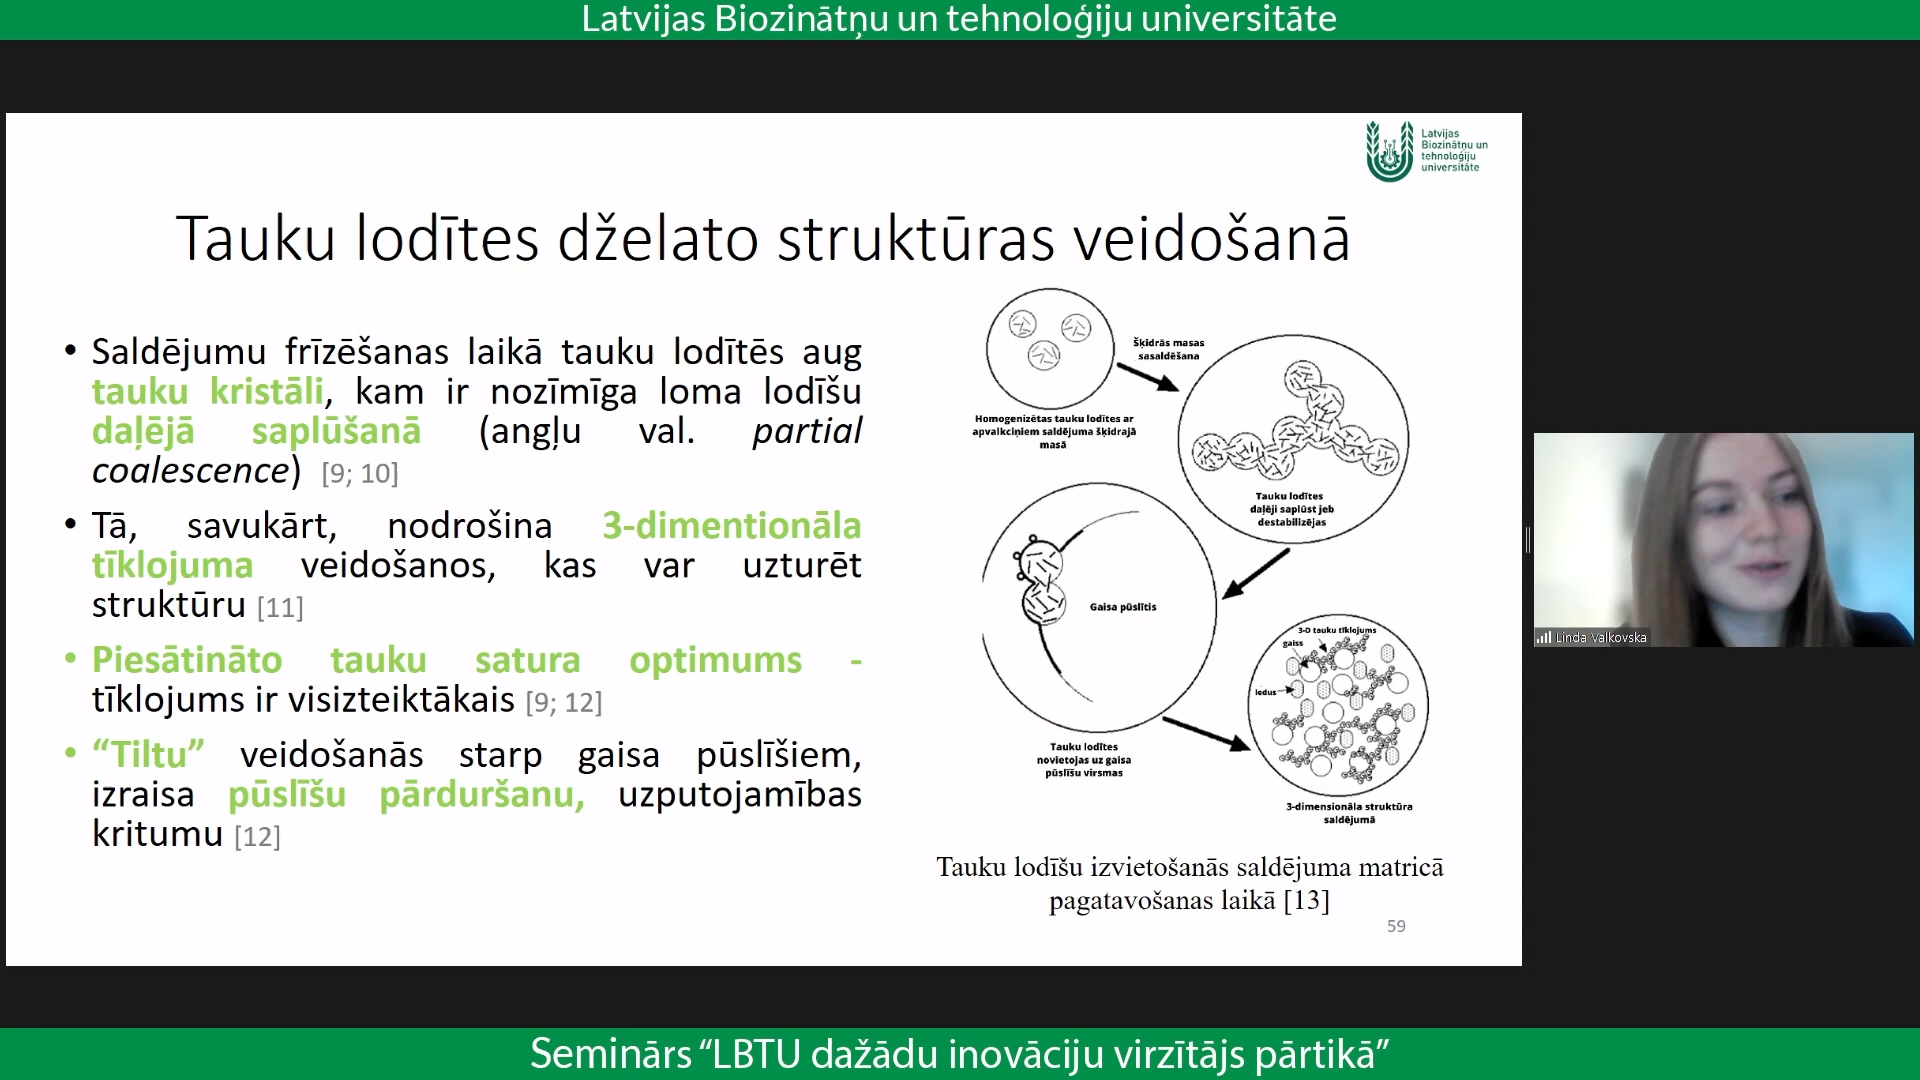 Latvijas Biozinātņu un tehnoloģiju universitāte
Latvijas
Biozinātņu un
tehnoloģiju
universitāte
Tauku lodītes dželato struktūras veidošanā
• Saldējumu frīzēšanas laikā tauku lodītēs aug
tauku kristāli, kam ir nozīmīga loma lodīšu
daļējā saplūšanā (angļu val. partial
coalescence) [9; 10]
• Tā, savukārt, nodrošina 3-dimentionāla
tīklojuma veidošanos, kas var uzturēt
struktūru [11]
• Piesātināto tauku satura optimums -
tīklojums ir visizteiktākais [9; 12]
• “Tiltu” veidošanās starp gaisa pūslīšiem,
izraisa pūslīšu pārduršanu, uzputojamības
kritumu [12]
Šķidrās masas
sasaldēšana
Homogenizētas tauku lodītes ar
apvalkciņiem saldējuma šķidrajā
masā
Tauku lodītes
daļēji saplūst jeb
destabilizējas
Gaisa pūslītis
Tauku lodītes
novietojas uz gaisa
pūslīšu virsmas
3-D tauku tīklojums
gaiss
ledus
3-dimensionāla struktūra
saldējumā
Tauku lodīšu izvietošanās saldējuma matricā
pagatavošanas laikā [13]
59
Linda Valkovska
Seminārs “LBTU dažādu inovāciju virzītājs pārtikā”